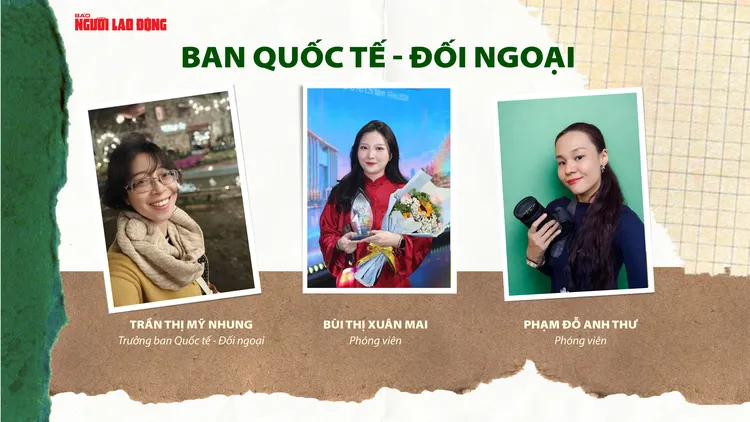 BÁO
NGƯỜI LAO ĐỘNG
BAN QUỐC TẾ - ĐỐI NGOẠI
TRẦN THỊ MỸ NHUNG
Trưởng ban Quốc tế - Đối ngoại
BÙI THỊ XUÂN MAI
Phóng viên
PHẠM ĐỖ ANH THƯ
Phóng viên